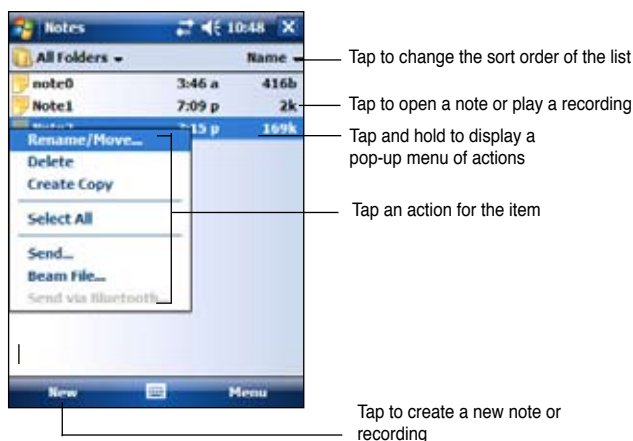 Notes 10:48
All Folders Name
note0 3:46 a 416b
Note1 7:09 p 2k
:15 p 169k
Rename/Move...
Delete
Create Copy
Select All
Send...
Beam File...
Send via Bluetooth...
New Menu
Tap to change the sort order of the list
Tap to open a note or play a recording
Tap and hold to display a
pop-up menu of actions
Tap an action for the item
Tap to create a new note or
recording